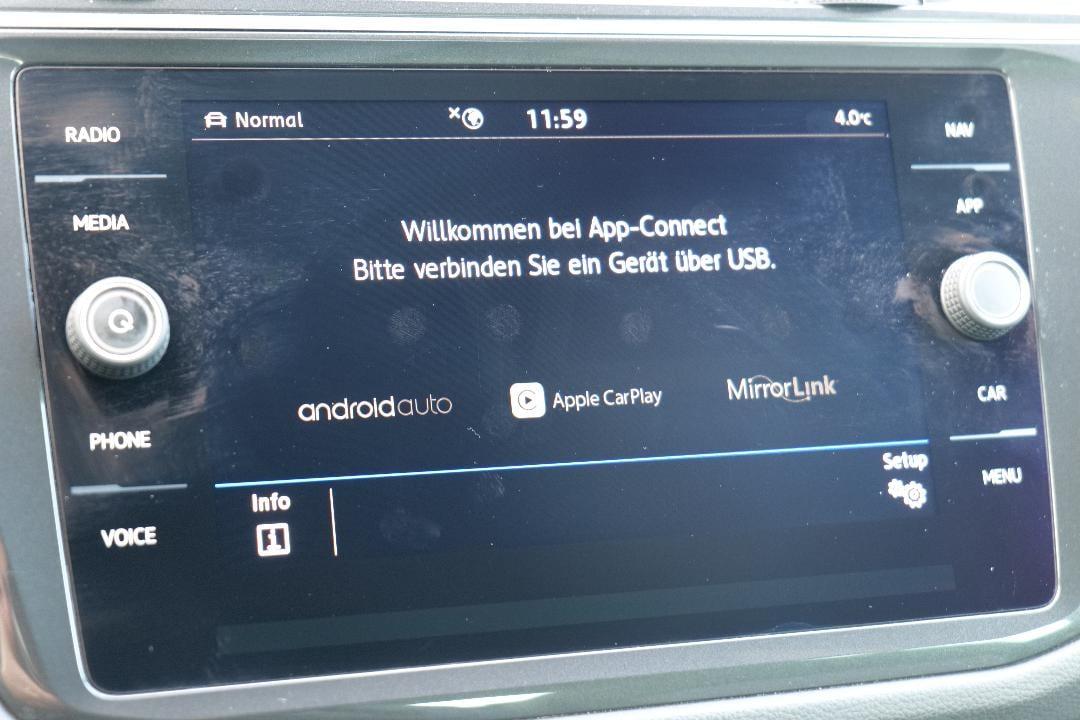 RADIO
MEDIA
PHONE
VOICE
Normal
11:59
4.0°C
Willkommen bei App-Connect
Bitte verbinden Sie ein Gerät über USB.
androidauto
Apple CarPlay
MirrorLink
Info
Setup
NAV
APP
CAR
MENU